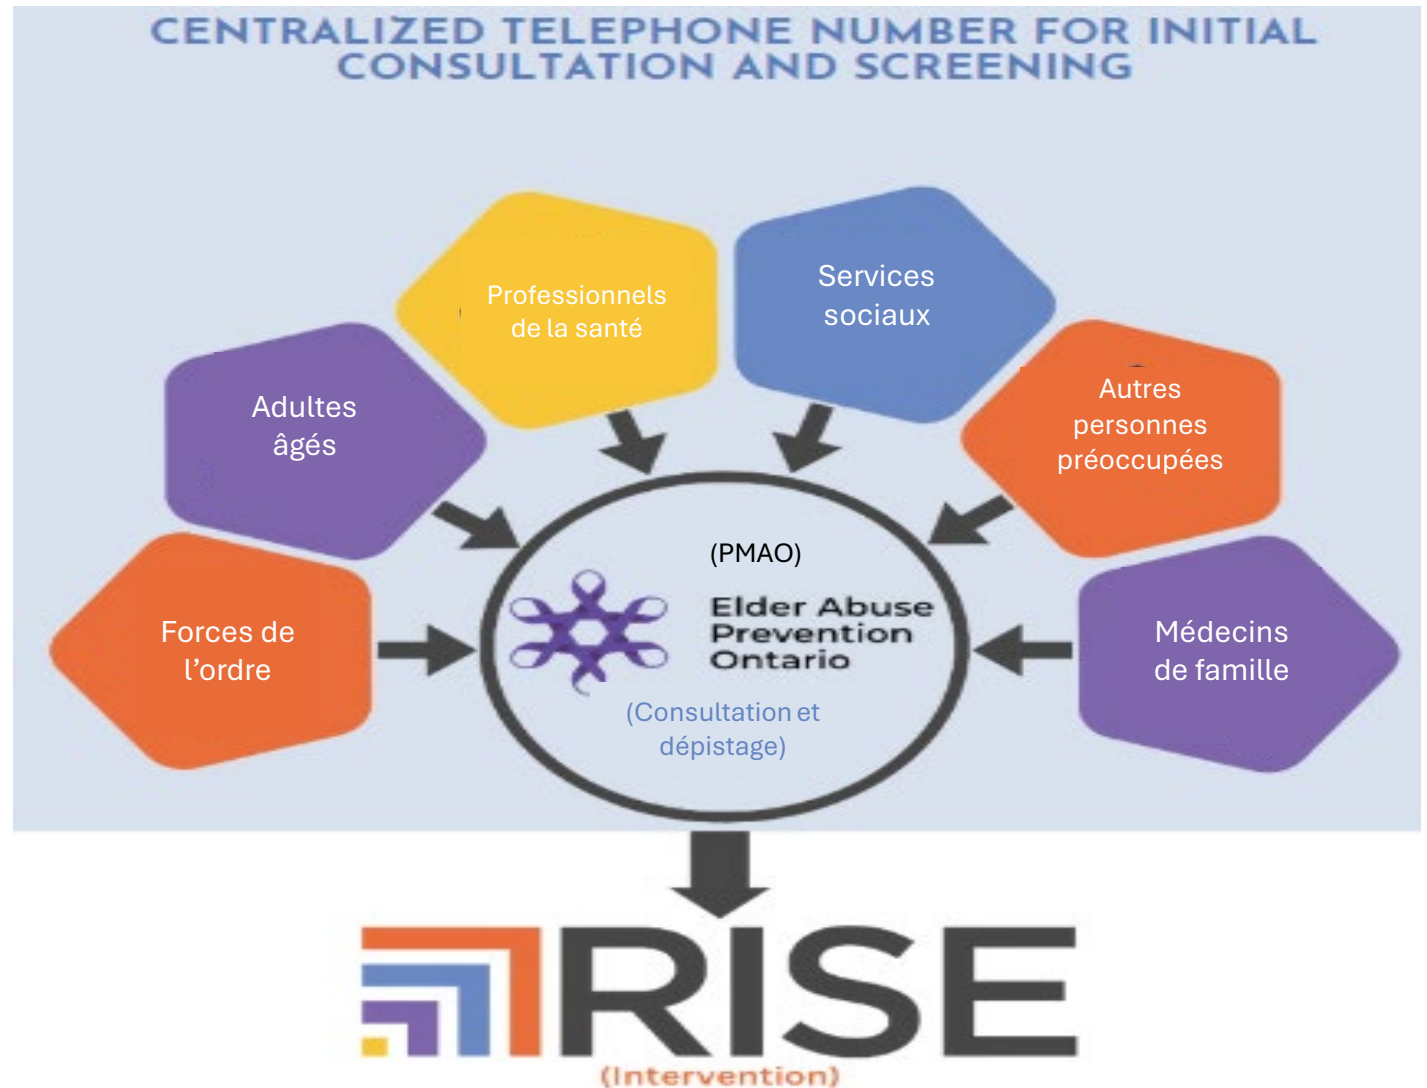 CENTRALIZED TELEPHONE NUMBER FOR INITIAL
CONSULTATION AND SCREENING
Professionnels
de la santé
Services
sociaux
Adultes
âgés
Autres
personnes
préoccupées
Forces de
l’ordre
Médecins
de famille
(PMAO)
Elder Abuse
Prevention
Ontario
(Consultation et
dépistage)
RISE
(Intervention)